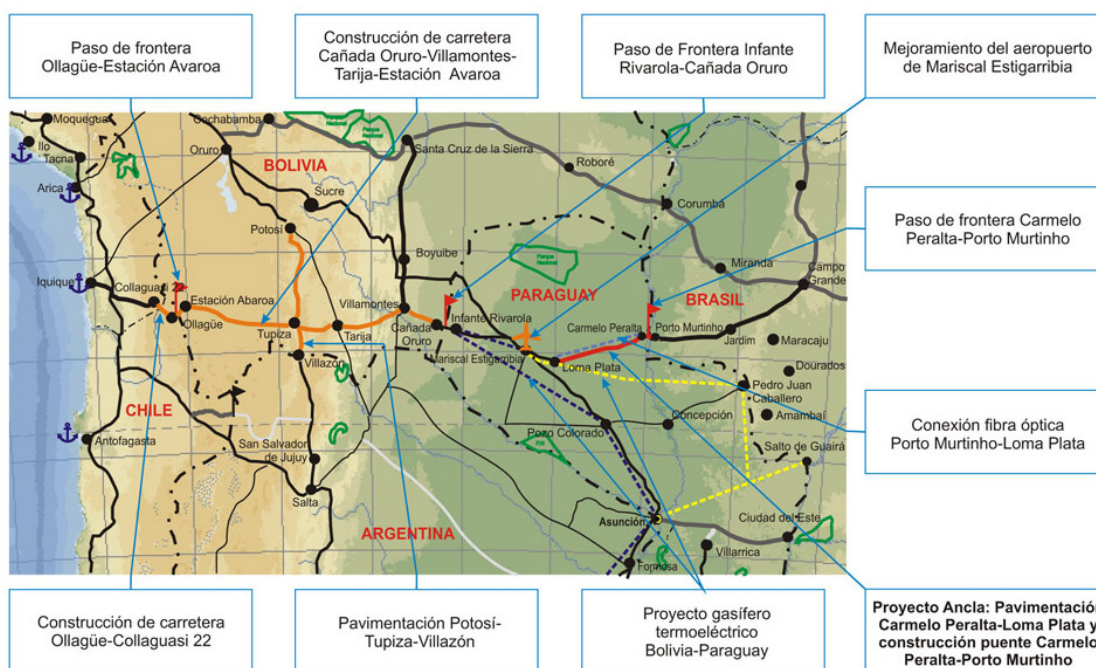 Paso de frontera
Ollagüe-Estación Avaroa
Construcción de carretera
Cañada Oruro-Villamontes-
Tarija-Estación Avaroa
Paso de Frontera Infante
Rivarola-Cañada Oruro
Mejoramiento del aeropuerto
de Mariscal Estigarribia
Moquegua
Ilo
Tacna
Arica
Cochabamba
Oruro
BOLIVIA
Parque
Nacional
Santa Cruz de la Sierra
Roboré
Sucre
Corumbá
Potosí
Boyuibe
Parque
Nacional
Miranda
Campo
Grande
Iquique
Collaguasi 22
Estación Abaroa
Ollagüe
Tupiza
Tarija
Villamontes
Cañada
Oruro
Infante Rivarola
PARAGUAY
BRASIL
Carmelo Peralta
Porto Murtinho
Jardim
Maracaju
Mariscal Estigarribia
Loma Plata
Dourados
Villazón
Pedro Juan
Caballero
Amambaí
CHILE
Concepción
Pozo Colorado
Salto de Guairá
Antofagasta
San Salvador
de Jujuy
Salta
ARGENTINA
Asunción
Ciudad del Este
Villarrica
Formosa
Paso de frontera Carmelo
Peralta-Porto Murtinho
Conexión fibra óptica
Porto Murtinho-Loma Plata
Construcción de carretera
Ollagüe-Collaguasi 22
Pavimentación Potosí-
Tupiza-Villazón
Proyecto gasífero
termoeléctrico
Bolivia-Paraguay
Proyecto Ancla: Pavimentación
Carmelo Peralta-Loma Plata y
construcción puente Carmelo
Peralta-Porto Murtinho